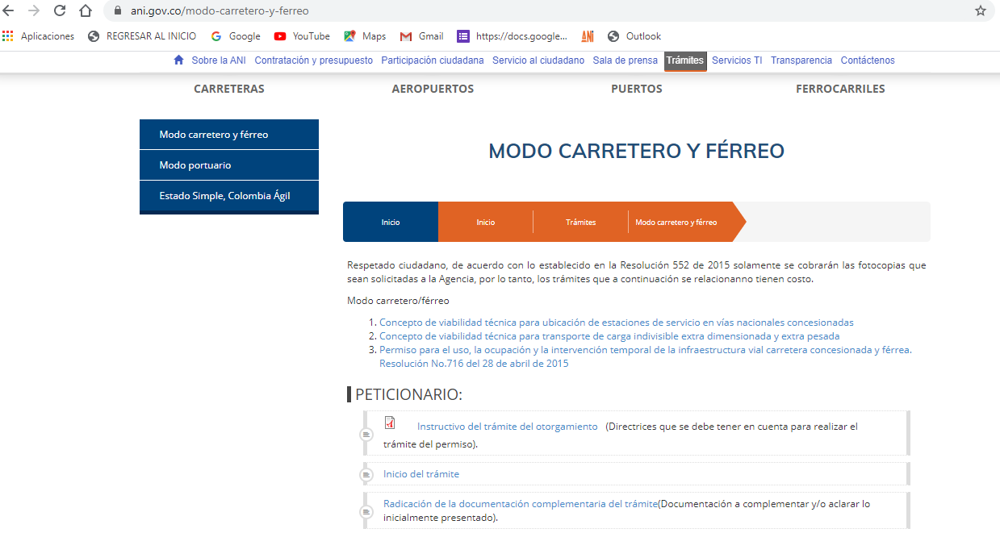 ani.gov.co/modo-carretero-y-ferreo
Aplicaciones REGRESAR AL INICIO Google YouTube Maps Gmail https://docs.google... ANI Outlook
Sobre la ANI Contratación y presupuesto Participación ciudadana Servicio al ciudadano Sala de prensa Trámites Servicios TI Transparencia Contáctenos
CARRETERAS AEROPUERTOS PUERTOS FERROCARRILES
Modo carretero y férreo
Modo portuario
Estado Simple, Colombia Ágil
MODO CARRETERO Y FÉRREO
Inicio Inicio Trámites Modo carretero y férreo
Respetado ciudadano, de acuerdo con lo establecido en la Resolución 552 de 2015 solamente se cobrarán las fotocopias que
sean solicitadas a la Agencia, por lo tanto, los trámites que a continuación se relacionanno tienen costo.
Modo carretero/férreo
1. Concepto de viabilidad técnica para ubicación de estaciones de servicio en vías nacionales concesionadas
2. Concepto de viabilidad técnica para transporte de carga indivisible extra dimensionada y extra pesada
3. Permiso para el uso, la ocupación y la intervención temporal de la infraestructura vial carretera concesionada y férrea.
Resolución No.716 del 28 de abril de 2015
PETICIONARIO:
Instructivo del trámite del otorgamiento (Directrices que se debe tener en cuenta para realizar el
trámite del permiso).
Inicio del trámite
Radicación de la documentación complementaria del trámite(Documentación a complementar y/o aclarar lo
inicialmente presentado).